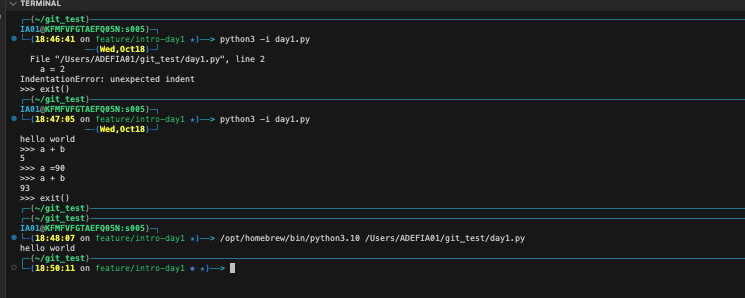 TERMINAL
(~/git_test)
IA01@KFMFVFGTAEFQ05N:s005)
(18:46:41 on feature/intro-day1 ★)--> python3 -i day1.py
(Wed,Oct18)
File "/Users/ADEFIA01/git_test/day1.py", line 2
a = 2
IndentationError: unexpected indent
>>> exit()
(~/git_test)
IA01@KFMFVFGTAEFQ05N:s005)
(18:47:05 on feature/intro-day1 ★)--> python3 -i day1.py
(Wed,Oct18)
hello world
>>> a + b
5
>>> a =90
>>> a + b
93
>>> exit()
(~/git_test)
(~/git_test)
IA01@KFMFVFGTAEFQ05N:s005)
(18:48:07 on feature/intro-day1 ★)--> /opt/homebrew/bin/python3.10 /Users/ADEFIA01/git_test/day1.py
hello world
(~/git_test)
(18:50:11 on feature/intro-day1 ● ★)-->